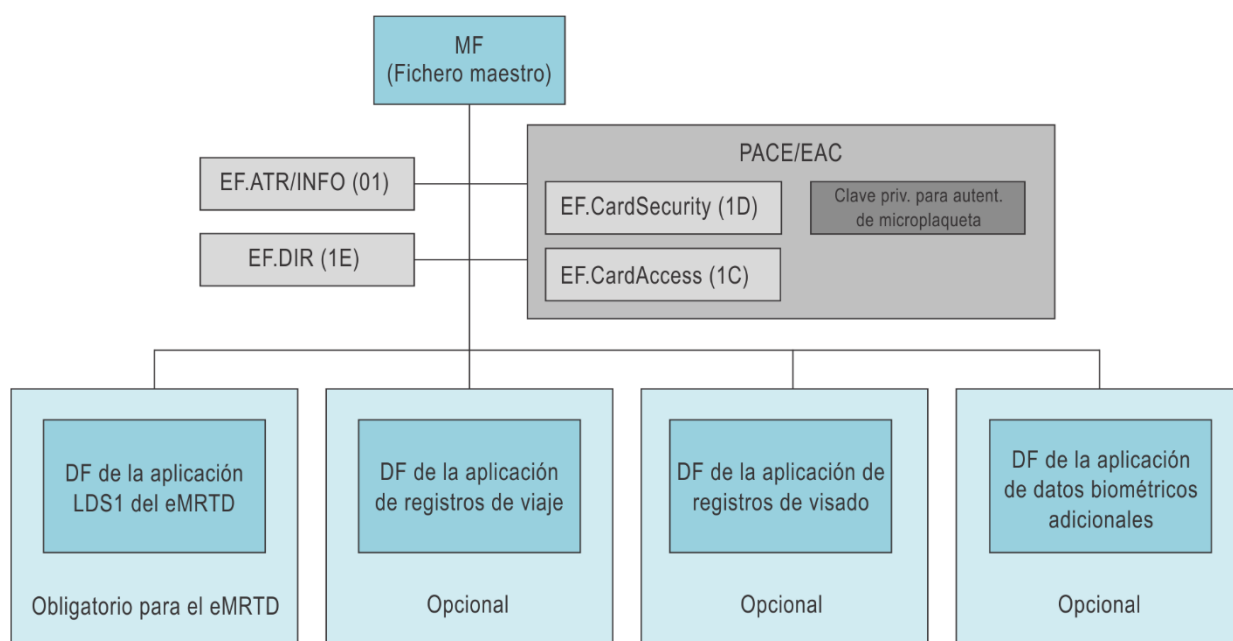 MF
(Fichero maestro)
EF.ATR/INFO (01)
EF.DIR (1E)
PACE/EAC
EF.CardSecurity (1D)
Clave priv. para autent.
de microplaqueta
EF.CardAccess (1C)
DF de la aplicación
LDS1 del eMRTD
Obligatorio para el eMRTD
DF de la aplicación
de registros de viaje
Opcional
DF de la aplicación de
registros de visado
Opcional
DF de la aplicación
de datos biométricos
adicionales
Opcional